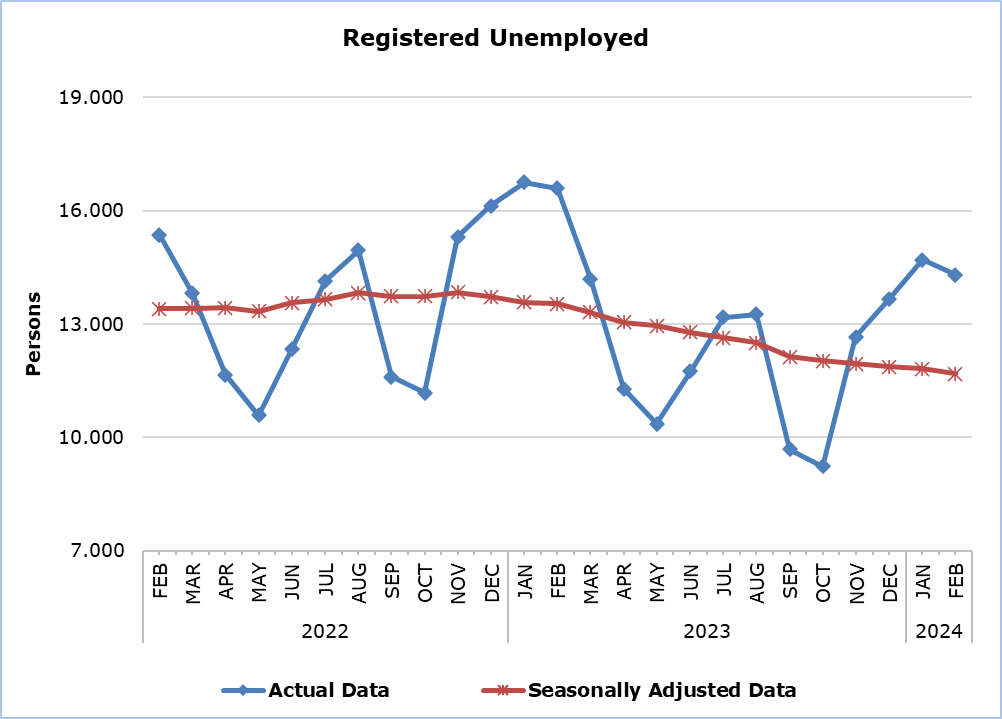 Registered Unemployed
19.000
16.000
13.000
10.000
7.000
Persons
FEB MAR APR MAY JUN JUL AUG SEP OCT NOV DEC JAN FEB MAR APR MAY JUN JUL AUG SEP OCT NOV DEC JAN FEB
2022 2023 2024
Actual Data Seasonally Adjusted Data